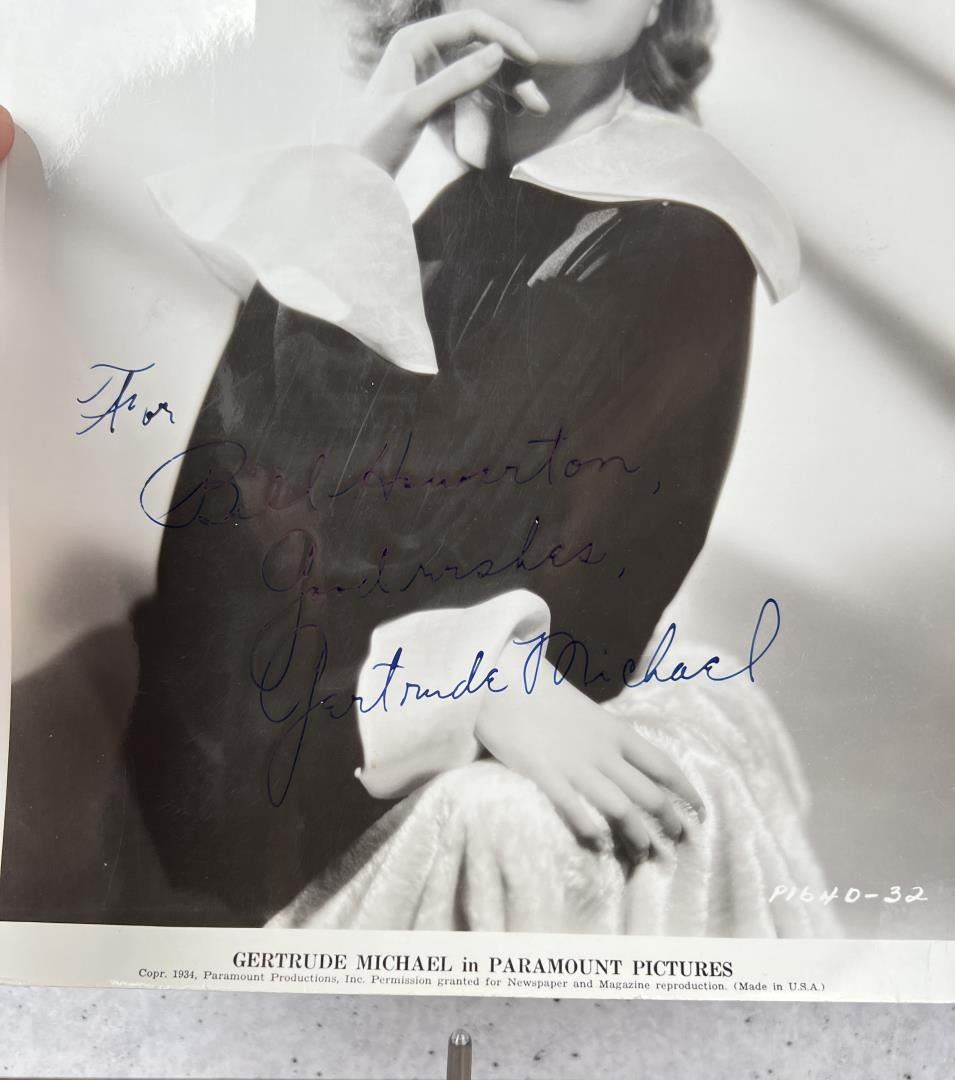 For
Bill Howerton,
Good wishes,
Gertrude Michael
P1640-32
GERTRUDE MICHAEL in PARAMOUNT PICTURES
Copr. 1934, Paramount Productions, Inc. Permission granted for Newspaper and Magazine reproduction. (Made in U.S.A.)